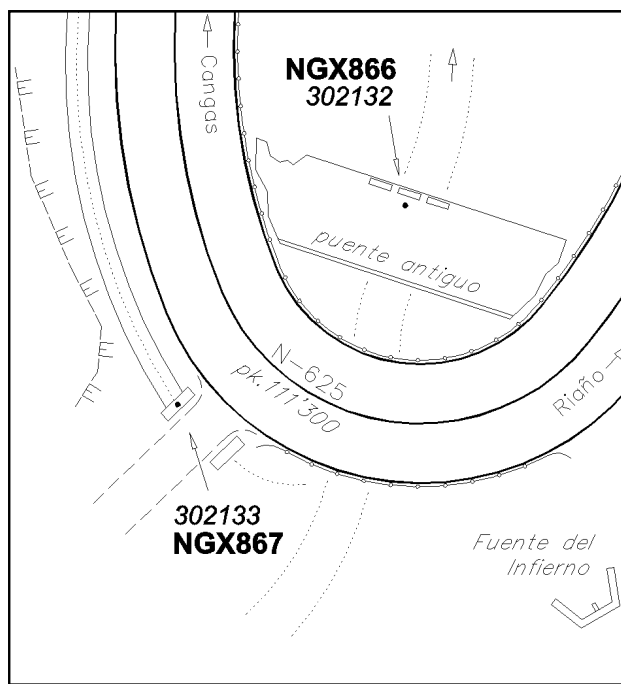 Cangas
NGX866
302132
puente antiguo
N-625
pk.111'300
Riaño
302133
NGX867
Fuente del
Infierno